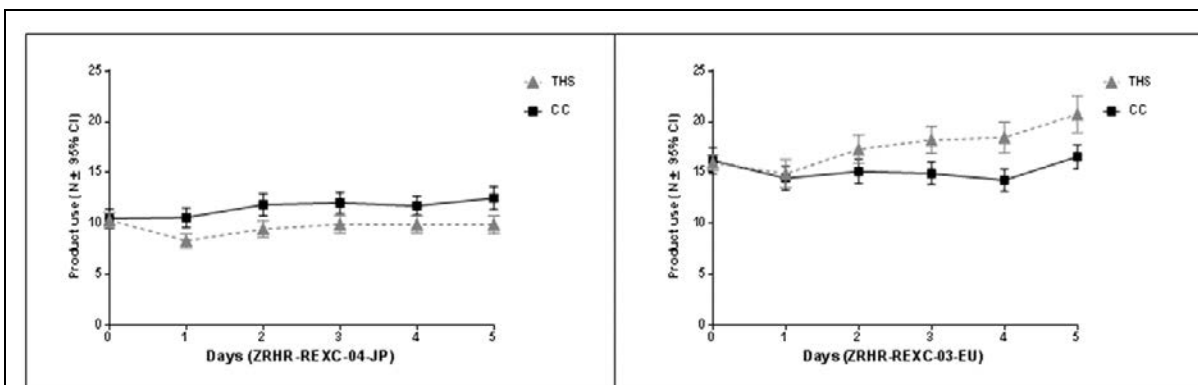 25
20
15
10
5
0
Product use (N ± 95% CI)
0 1 2 3 4 5
Days (ZRHR-REXC-04-JP)
THS
CC
25
20
15
10
5
0
Product use (N ± 95% CI)
0 1 2 3 4 5
Days (ZRHR-REXC-03-EU)
THS
CC